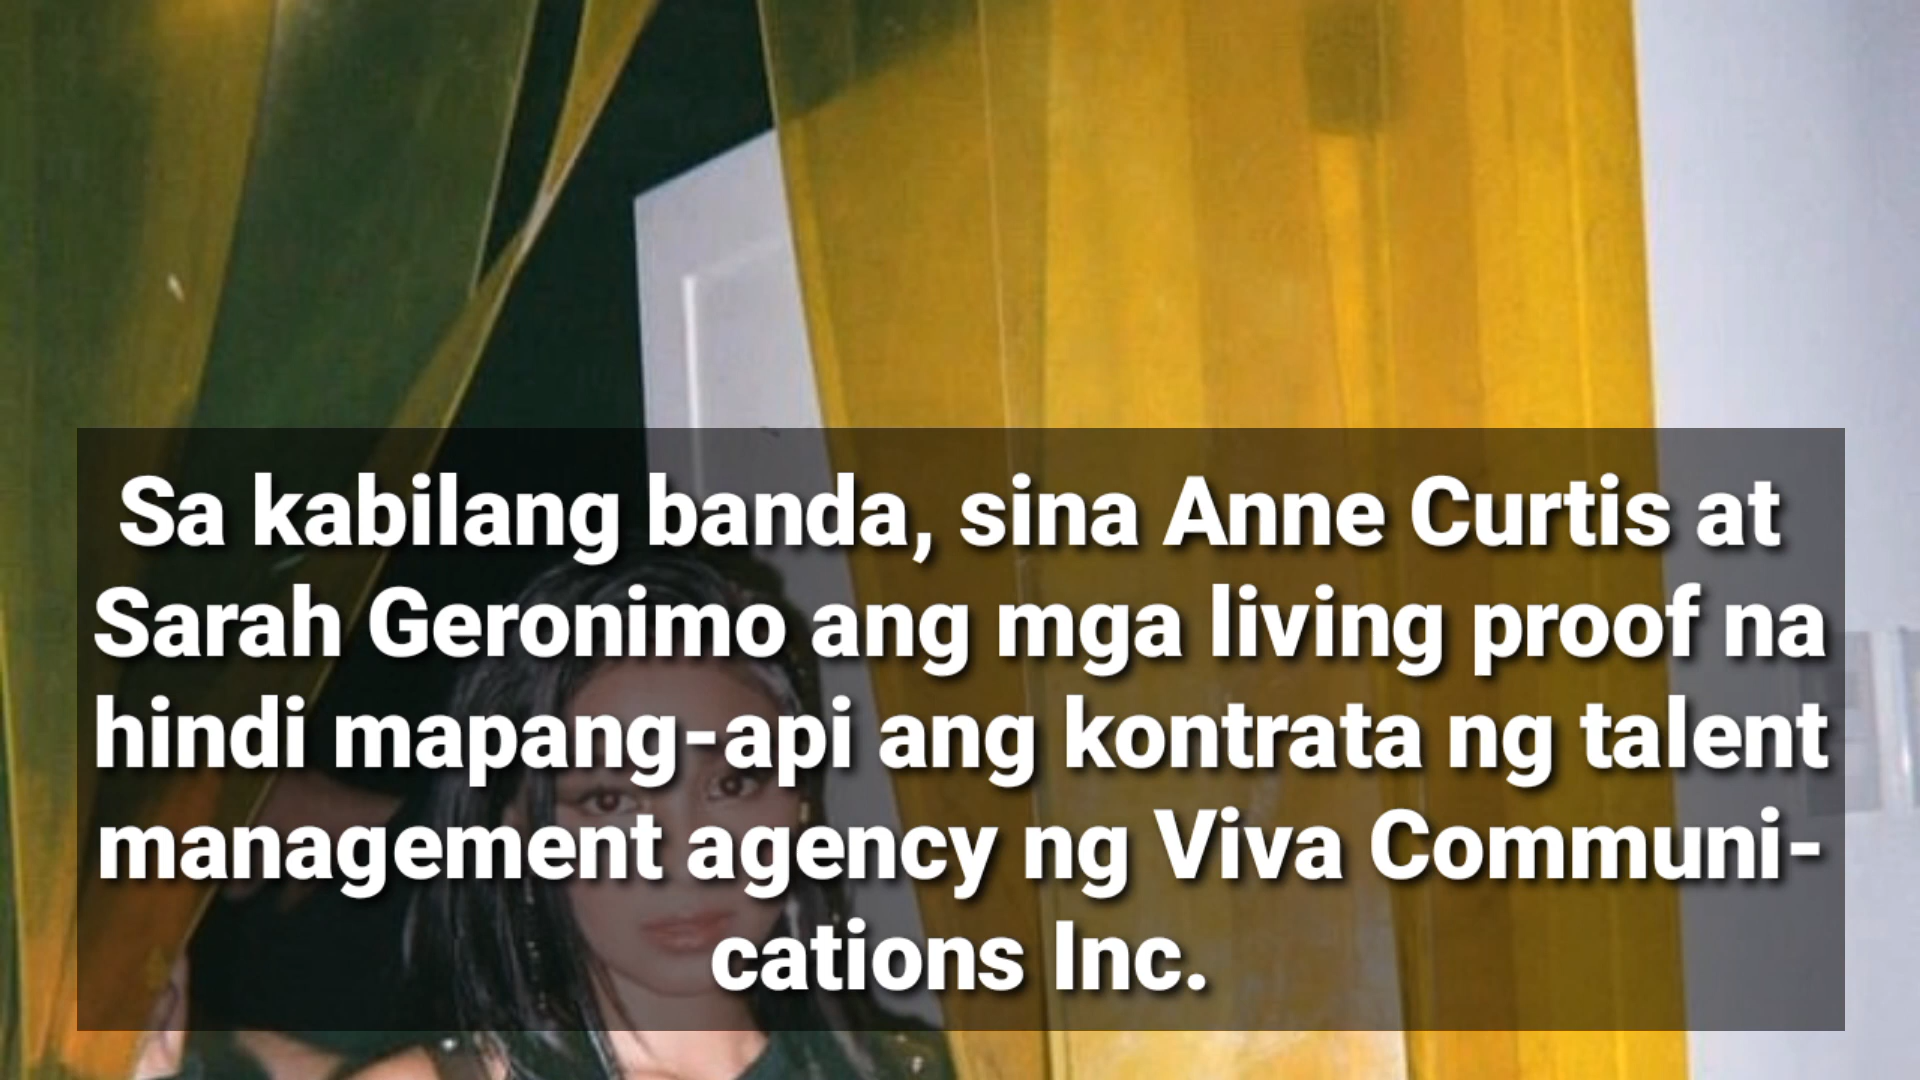 Sa kabilang banda, sina Anne Curtis at
Sarah Geronimo ang mga living proof na
hindi mapang-api ang kontrata ng talent
management agency ng Viva Communi-
cations Inc.